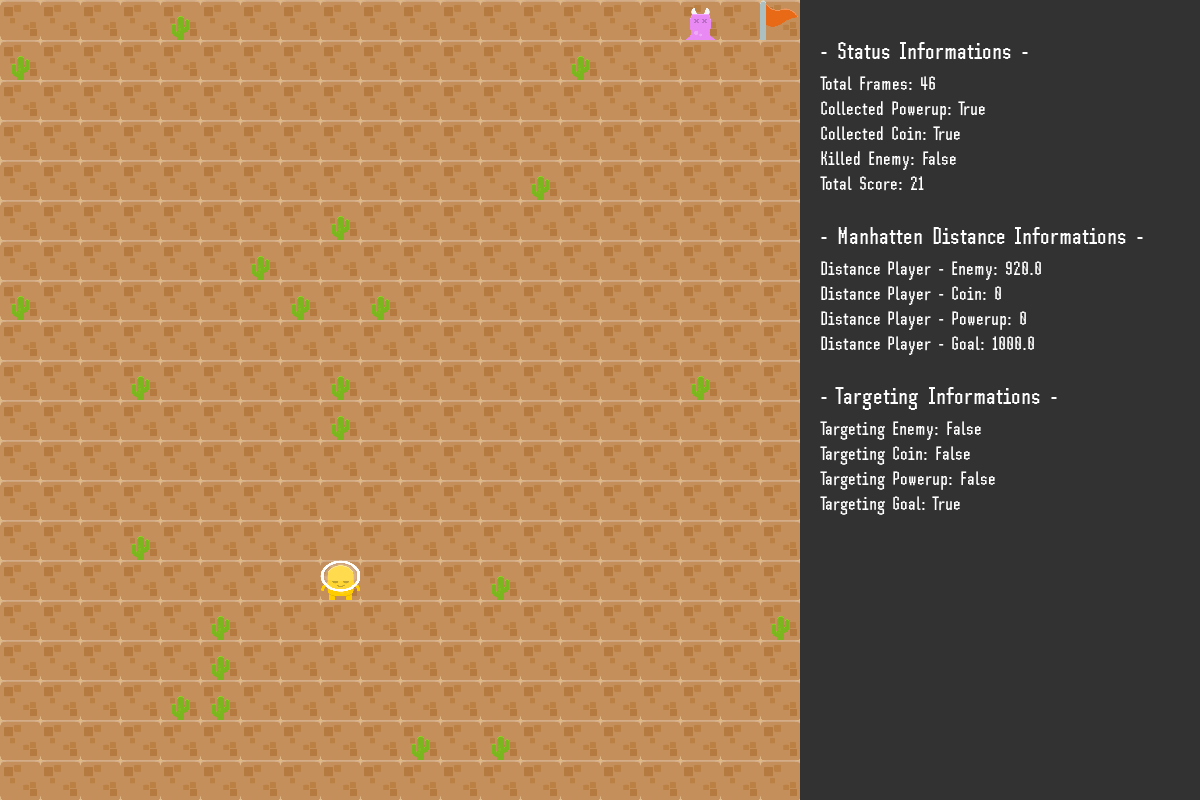 - Status Informations -
Total Frames: 46
Collected Powerup: True
Collected Coin: True
Killed Enemy: False
Total Score: 21
- Manhatten Distance Informations -
Distance Player - Enemy: 920.0
Distance Player - Coin: 0
Distance Player - Powerup: 0
Distance Player - Goal: 1000.0
- Targeting Informations -
Targeting Enemy: False
Targeting Coin: False
Targeting Powerup: False
Targeting Goal: True